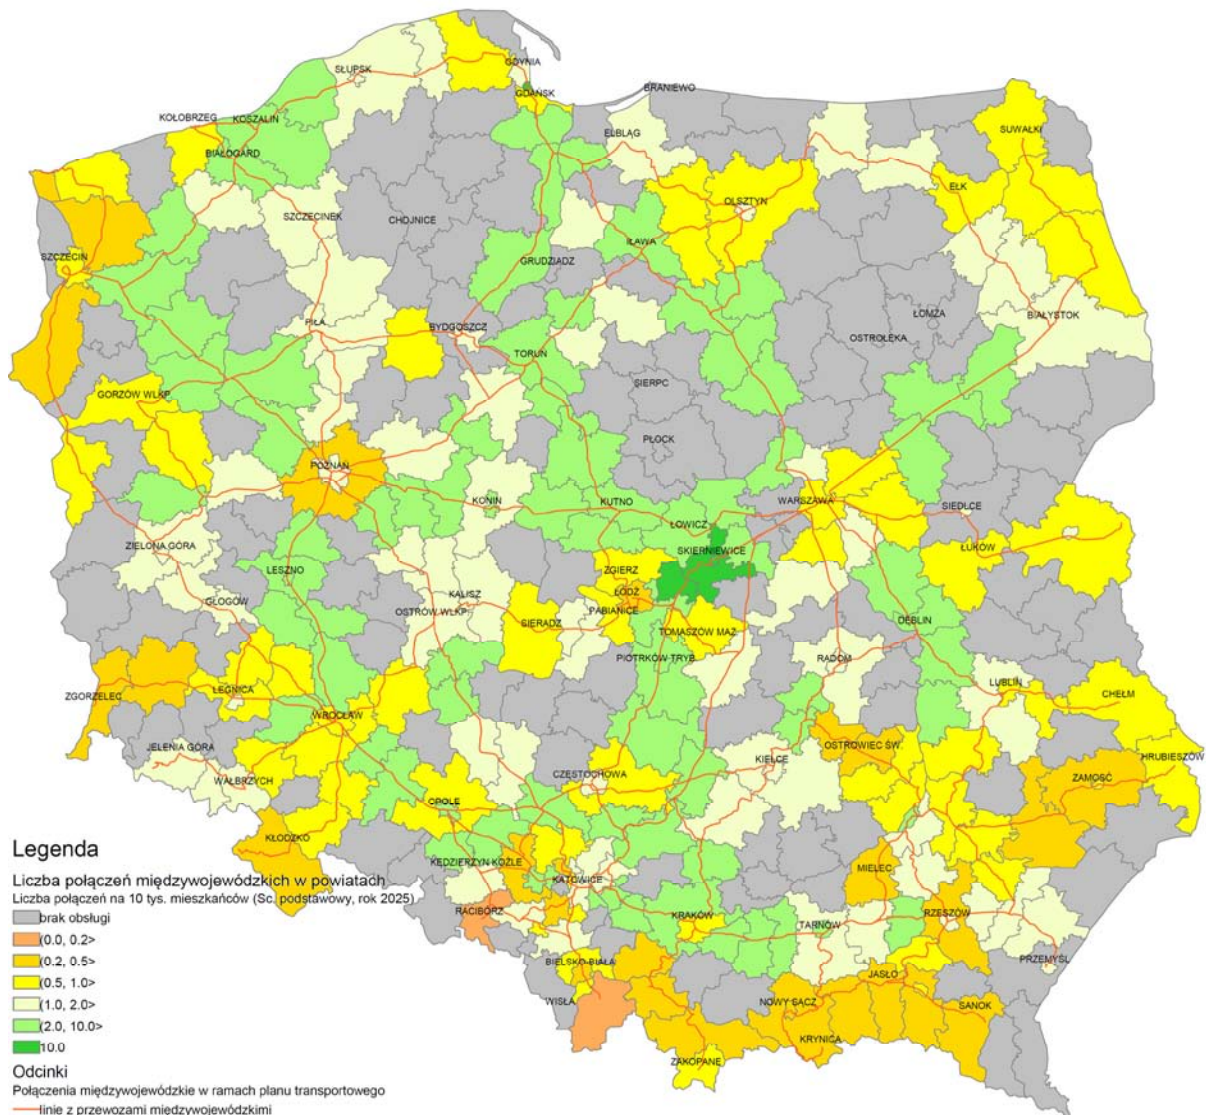 GDYNIA
SŁUPSK
GDAŃSK
BRANIEWO
KOŁOBRZEG
KOSZALIN
ELBLĄG
SUWAŁKI
BIAŁOGARD
EŁK
OLSZTYN
SZCZECINEK
CHOJNICE
IŁAWA
SZCZECIN
GRUDZIĄDZ
ŁOMŻA
BIAŁYSTOK
PIŁA
BYDGOSZCZ
OSTROŁĘKA
TORUŃ
SIERPC
GORZÓW WLKP.
PŁOCK
POZNAŃ
KONIN
KUTNO
WARSZAWA
SIEDLCE
ŁOWICZ
ZIELONA GÓRA
SKIERNIEWICE
ŁUKÓW
LESZNO
ZGIERZ
ŁÓDŹ
GŁOGÓW
KALISZ
OSTRÓW WLKP.
PABIANICE
SIERADZ
TOMASZÓW MAZ.
DĘBLIN
PIOTRKÓW TRYB.
RADOM
ZGORZELEC
LEGNICA
LUBLIN
CHEŁM
WROCŁAW
JELENIA GÓRA
OSTROWIEC ŚW.
HRUBIESZÓW
KIELCE
WAŁBRZYCH
CZĘSTOCHOWA
ZAMOŚĆ
OPOLE
KŁODZKO
Legenda
KĘDZIERZYN KOŹLE
MIELEC
Liczba połączeń międzywojewódzkich w powiatach
KATOWICE
Liczba połączeń na 10 tys. mieszkańców (Sc. podstawowy, rok 2025)
RACIBÓRZ
KRAKÓW
TARNÓW
RZESZÓW
brak obsługi
(0.0, 0.2>
(0.2, 0.5>
PRZEMYŚL
BIELSKO-BIAŁA
JASŁO
(0.5, 1.0>
WISŁA
NOWY SĄCZ
SANOK
(1.0, 2.0>
(2.0, 10.0>
KRYNICA
10.0
ZAKOPANE
Odcinki
Połączenia międzywojewódzkie w ramach planu transportowego
linie z przewozami międzywojewódzkimi